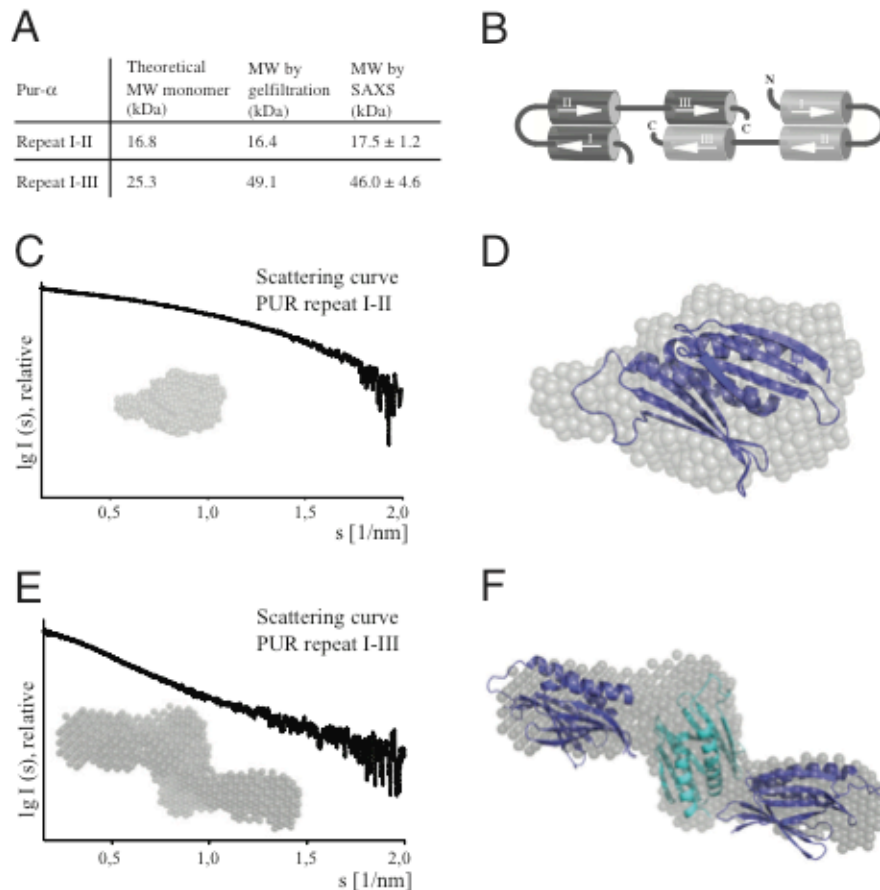 A
Pur-α
Theoretical
MW monomer
(kDa)
MW by
gelfiltration
(kDa)
MW by
SAXS
(kDa)
Repeat I-II 16.8 16.4 17.5 ± 1.2
Repeat I-III 25.3 49.1 46.0 ± 4.6
B
N
II III I
C
C
I III II
C
Scattering curve
PUR repeat I-II
lg I (s), relative
0,5 1,0 1,5 2,0
s [1/nm]
D
E
Scattering curve
PUR repeat I-III
lg I (s), relative
0,5 1,0 1,5 2,0
s [1/nm]
F